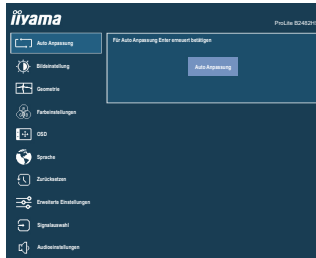 iiyama
ProLite B2482H
Auto Anpassung
Für Auto Anpassung Enter erneuert betätigen
Auto Anpassung
Bildeinstellung
Geometrie
Farbeinstellungen
OSD
Sprache
Zurücksetzen
Erweiterte Einstellungen
Signalauswahl
Audioeinstellungen